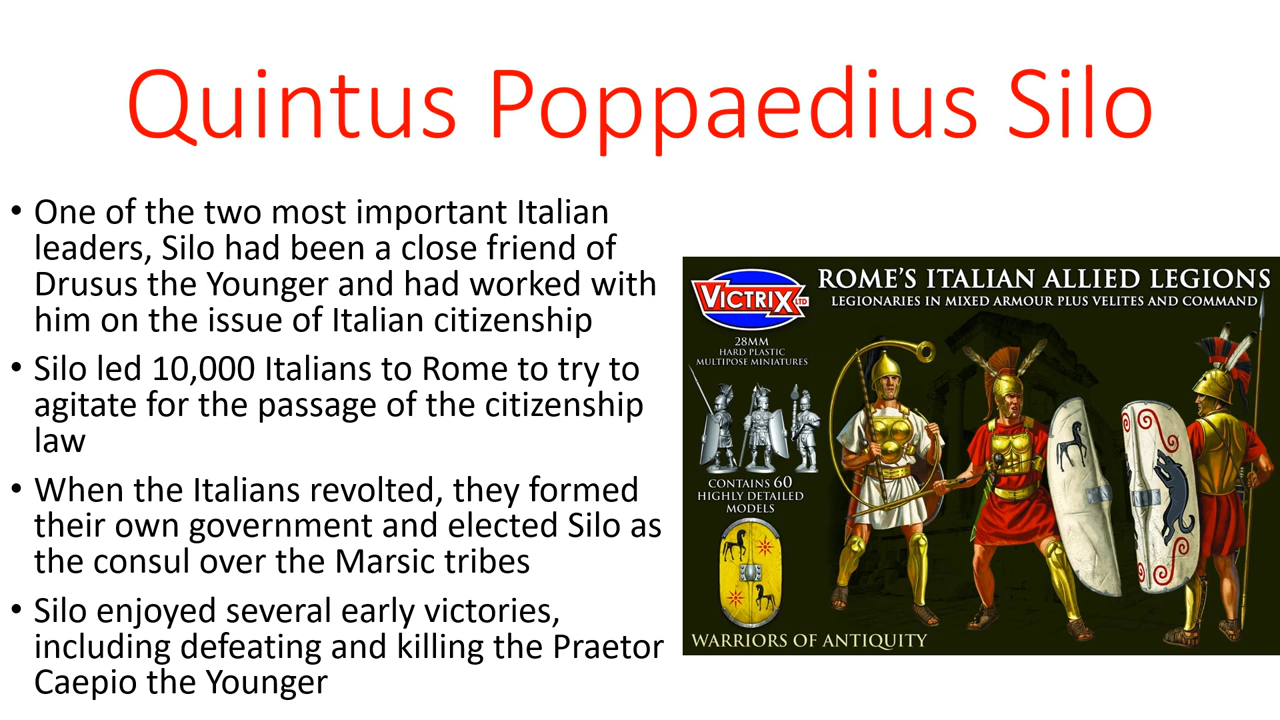 Quintus Poppaedius Silo
• One of the two most important Italian
leaders, Silo had been a close friend of
Drusus the Younger and had worked with
him on the issue of Italian citizenship
• Silo led 10,000 Italians to Rome to try to
agitate for the passage of the citizenship
law
• When the Italians revolted, they formed
their own government and elected Silo as
the consul over the Marsic tribes
• Silo enjoyed several early victories,
including defeating and killing the Praetor
Caepio the Younger
VICTRIX LTD
ROME'S ITALIAN ALLIED LEGIONS
LEGIONARIES IN MIXED ARMOUR PLUS VELITES AND COMMAND
28MM
HARD PLASTIC
MULTIPOSE MINIATURES
CONTAINS 60
HIGHLY DETAILED
MODELS
WARRIORS OF ANTIQUITY